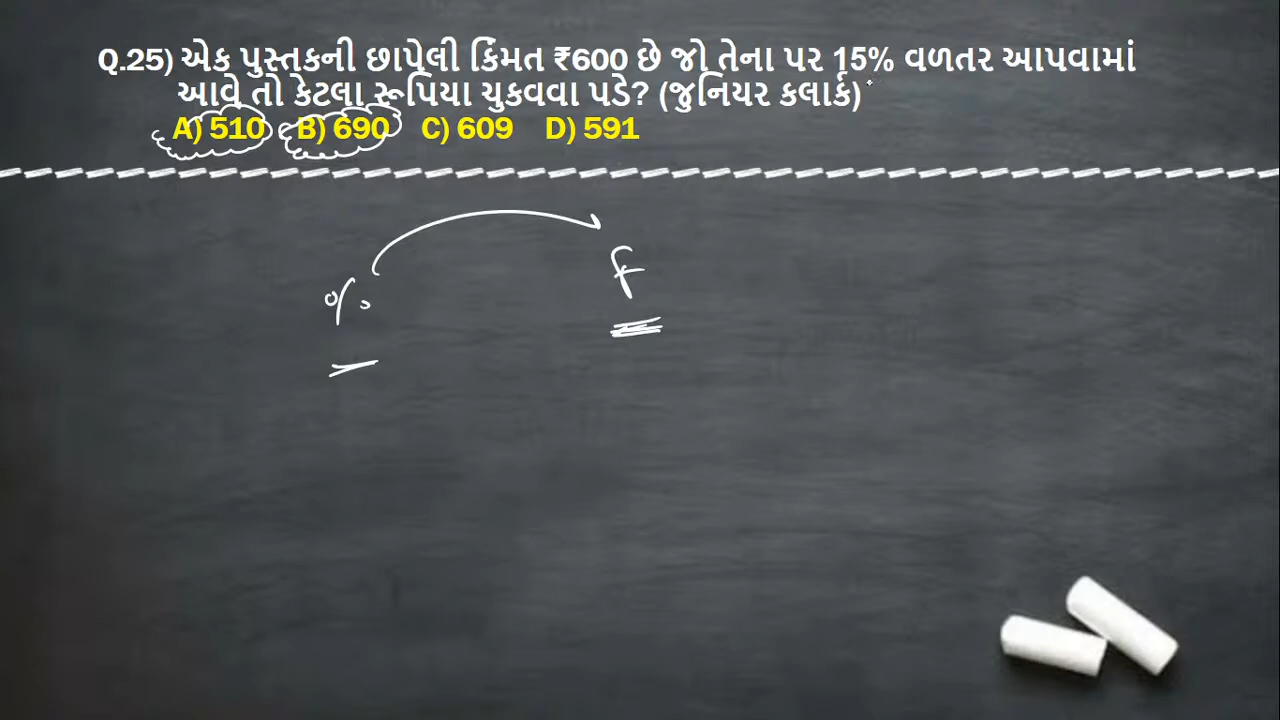 Q.25) એક પુસ્તકની છાપેલી કિંમત ₹600 છે જો તેના પર 15% વળતર આપવામાં
આવે તો કેટલા રૂપિયા ચુકવવા પડે? (જુનિયર કલાર્ક)
A) 510 B) 690 C) 609 D) 591
%
f